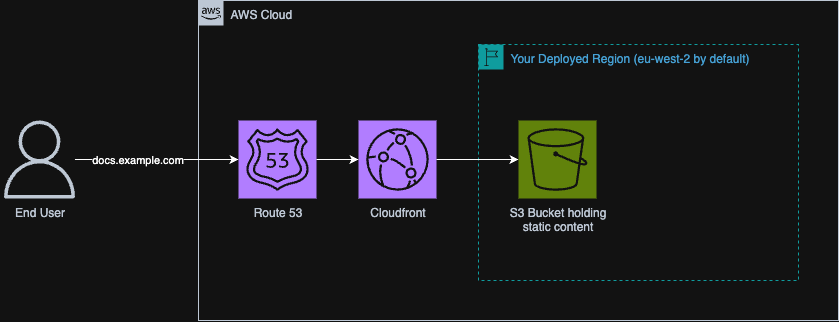 aws
AWS Cloud
Your Deployed Region (eu-west-2 by default)
docs.example.com
53
End User
Route 53
Cloudfront
S3 Bucket holding
static content